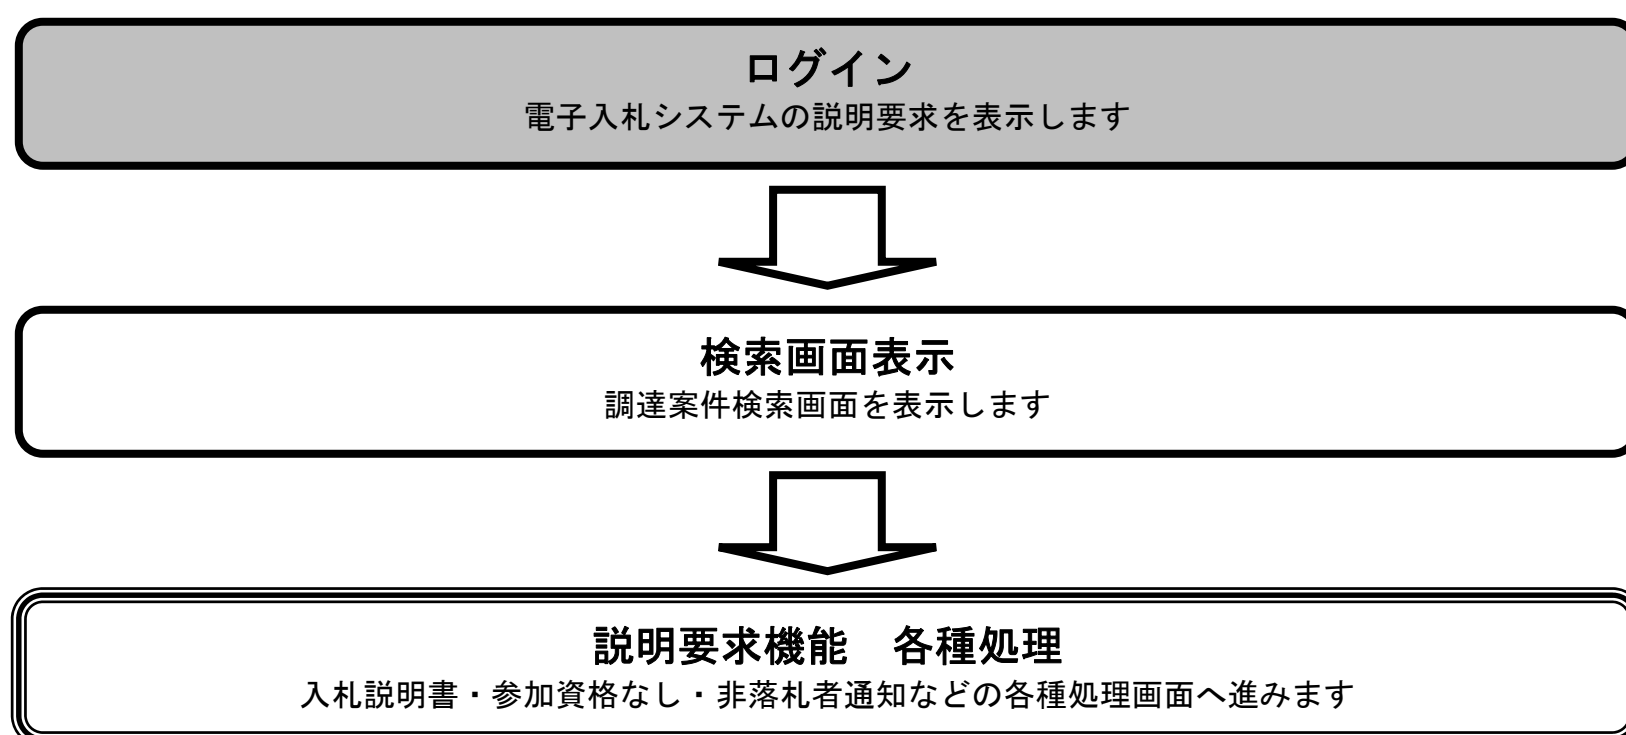 ログイン
電子入札システムの説明要求を表示します
検索画面表示
調達案件検索画面を表示します
説明要求機能　各種処理
入札説明書・参加資格なし・非落札者通知などの各種処理画面へ進みます